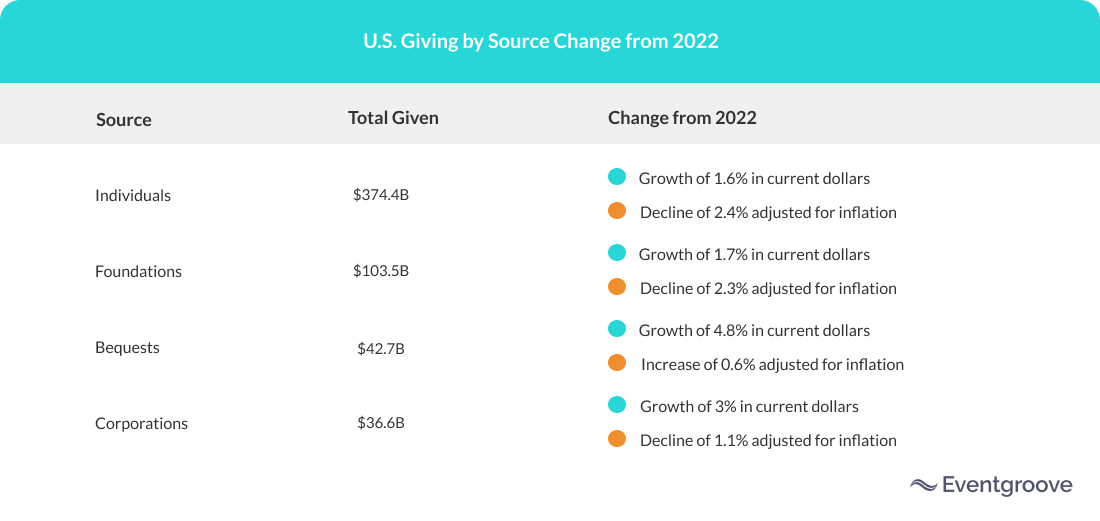 U.S. Giving by Source Change from 2022
Source Total Given Change from 2022
Individuals $374.4B
Growth of 1.6% in current dollars
Decline of 2.4% adjusted for inflation
Foundations $103.5B
Growth of 1.7% in current dollars
Decline of 2.3% adjusted for inflation
Bequests $42.7B
Growth of 4.8% in current dollars
Increase of 0.6% adjusted for inflation
Corporations $36.6B
Growth of 3% in current dollars
Decline of 1.1% adjusted for inflation
Eventgroove